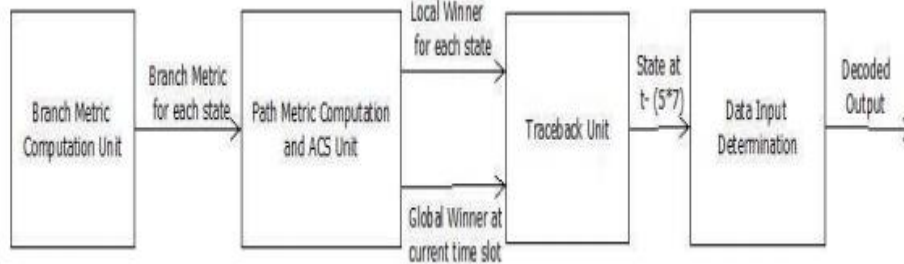 Branch Metric
Computation Unit
Branch Metric
for each state
Path Metric Computation
and ACS Unit
Local Winner
for each state
Global Winner at
current time slot
Traceback Unit
State at
t- (5*7)
Data Input
Determination
Decoded
Output